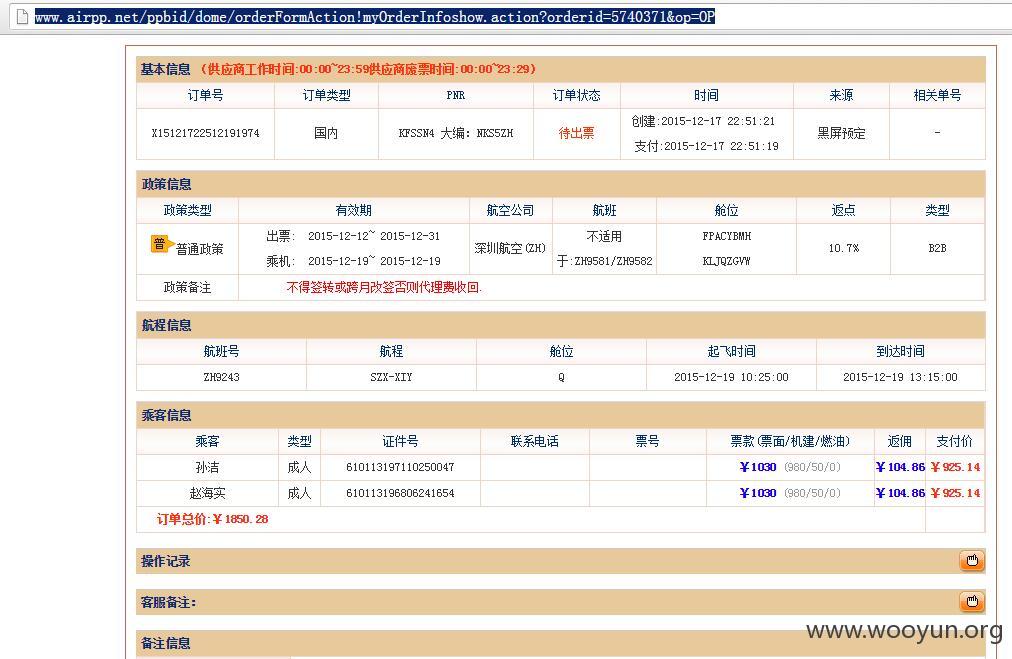 www.airpp.net/ppbid/dome/orderFormAction!myOrderInfoshow.action?orderid=5740371&op=OP
基本信息 （供应商工作时间:00:00~23:59供应商废票时间:00:00~23:29）
订单号 订单类型 PNR 订单状态 时间 来源 相关单号
X15121722512191974 国内 KFSSN4 大编: NKS5ZH 待出票 创建:2015-12-17 22:51:21 黑屏预定 -
支付:2015-12-17 22:51:19
政策信息
政策类型 有效期 航空公司 航班 舱位 返点 类型
普 普通政策 出票: 2015-12-12~ 2015-12-31 深圳航空(ZH) 不适用 FPACYBMH 10.7% B2B
乘机: 2015-12-19~ 2015-12-19 于:ZH9581/ZH9582 KLJQZGVW
政策备注 不得签转或跨月改签否则代理费收回.
航程信息
航班号 航程 舱位 起飞时间 到达时间
ZH9243 SZX-XIY Q 2015-12-19 10:25:00 2015-12-19 13:15:00
乘客信息
乘客 类型 证件号 联系电话 票号 票款(票面/机建/燃油) 返佣 支付价
孙洁 成人 610113197110250047 ¥1030 (980/50/0) ¥104.86 ¥925.14
赵海实 成人 610113196806241654 ¥1030 (980/50/0) ¥104.86 ¥925.14
订单总价:¥1850.28
操作记录
客服备注:
备注信息
www.wooyun.org